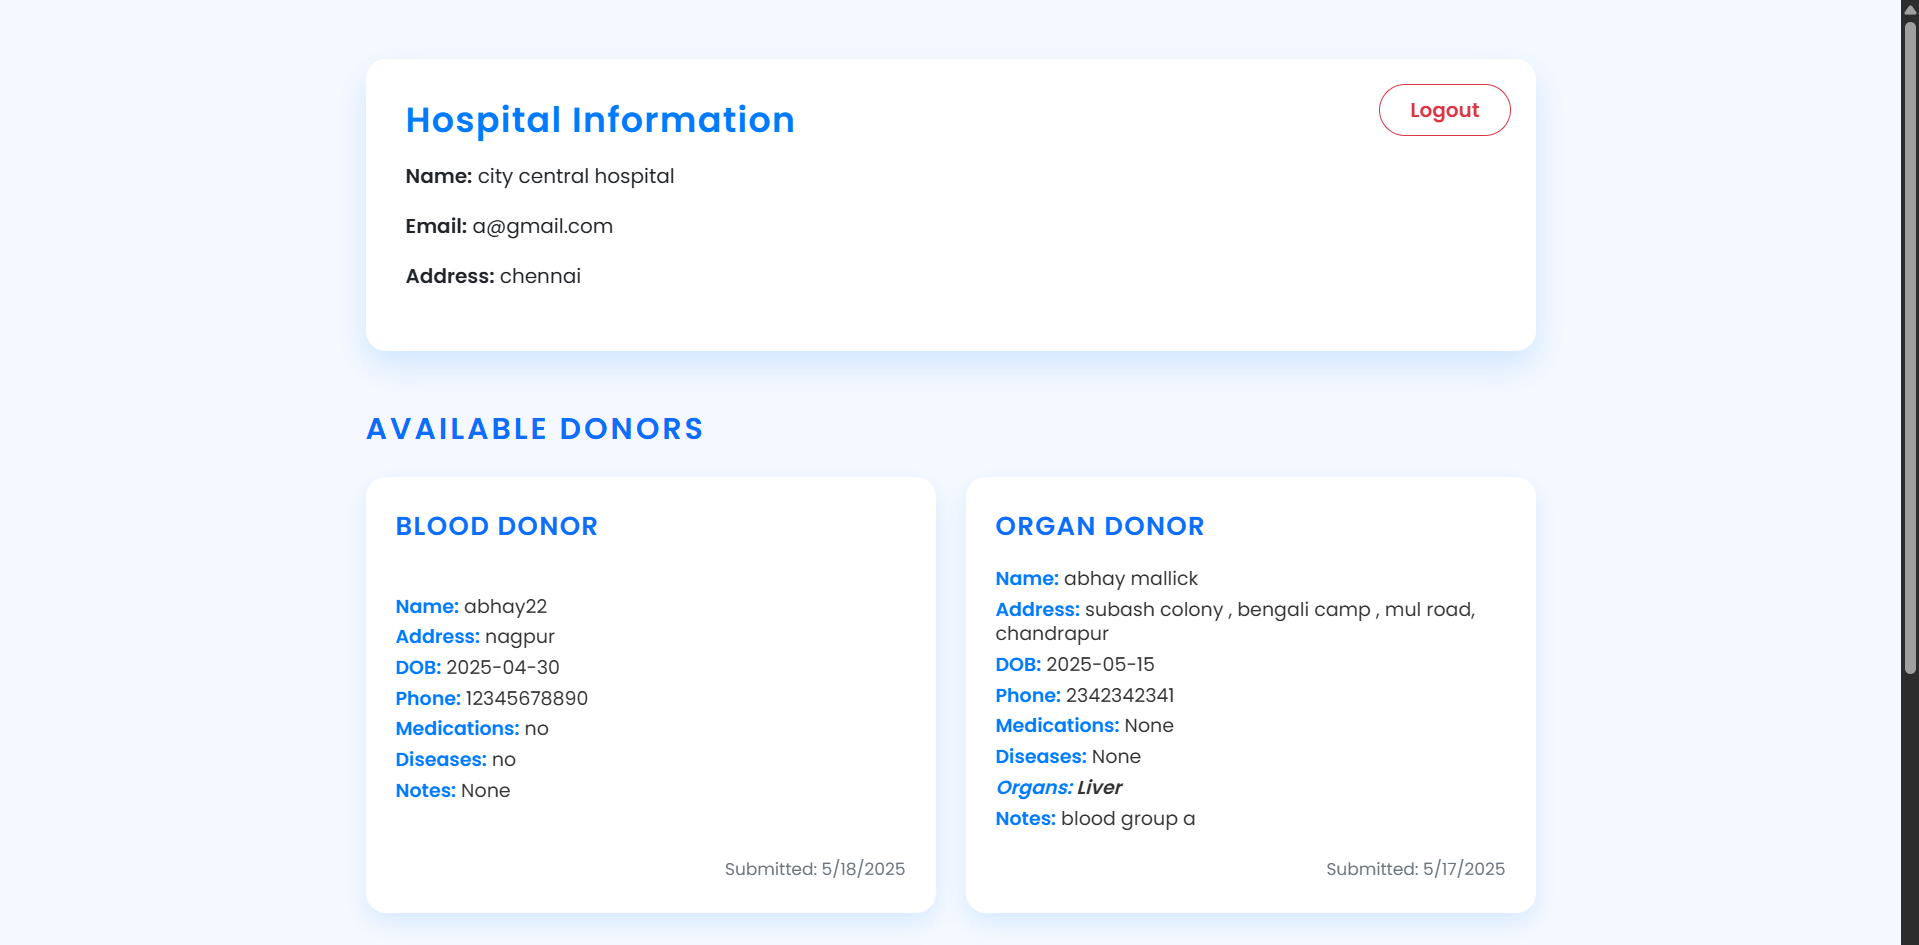 Hospital Information
Logout
Name: city central hospital
Email: a@gmail.com
Address: chennai
AVAILABLE DONORS
BLOOD DONOR
Name: abhay22
Address: nagpur
DOB: 2025-04-30
Phone: 12345678890
Medications: no
Diseases: no
Notes: None
Submitted: 5/18/2025
ORGAN DONOR
Name: abhay mallick
Address: subash colony , bengali camp , mul road,
chandrapur
DOB: 2025-05-15
Phone: 2342342341
Medications: None
Diseases: None
Organs: Liver
Notes: blood group a
Submitted: 5/17/2025